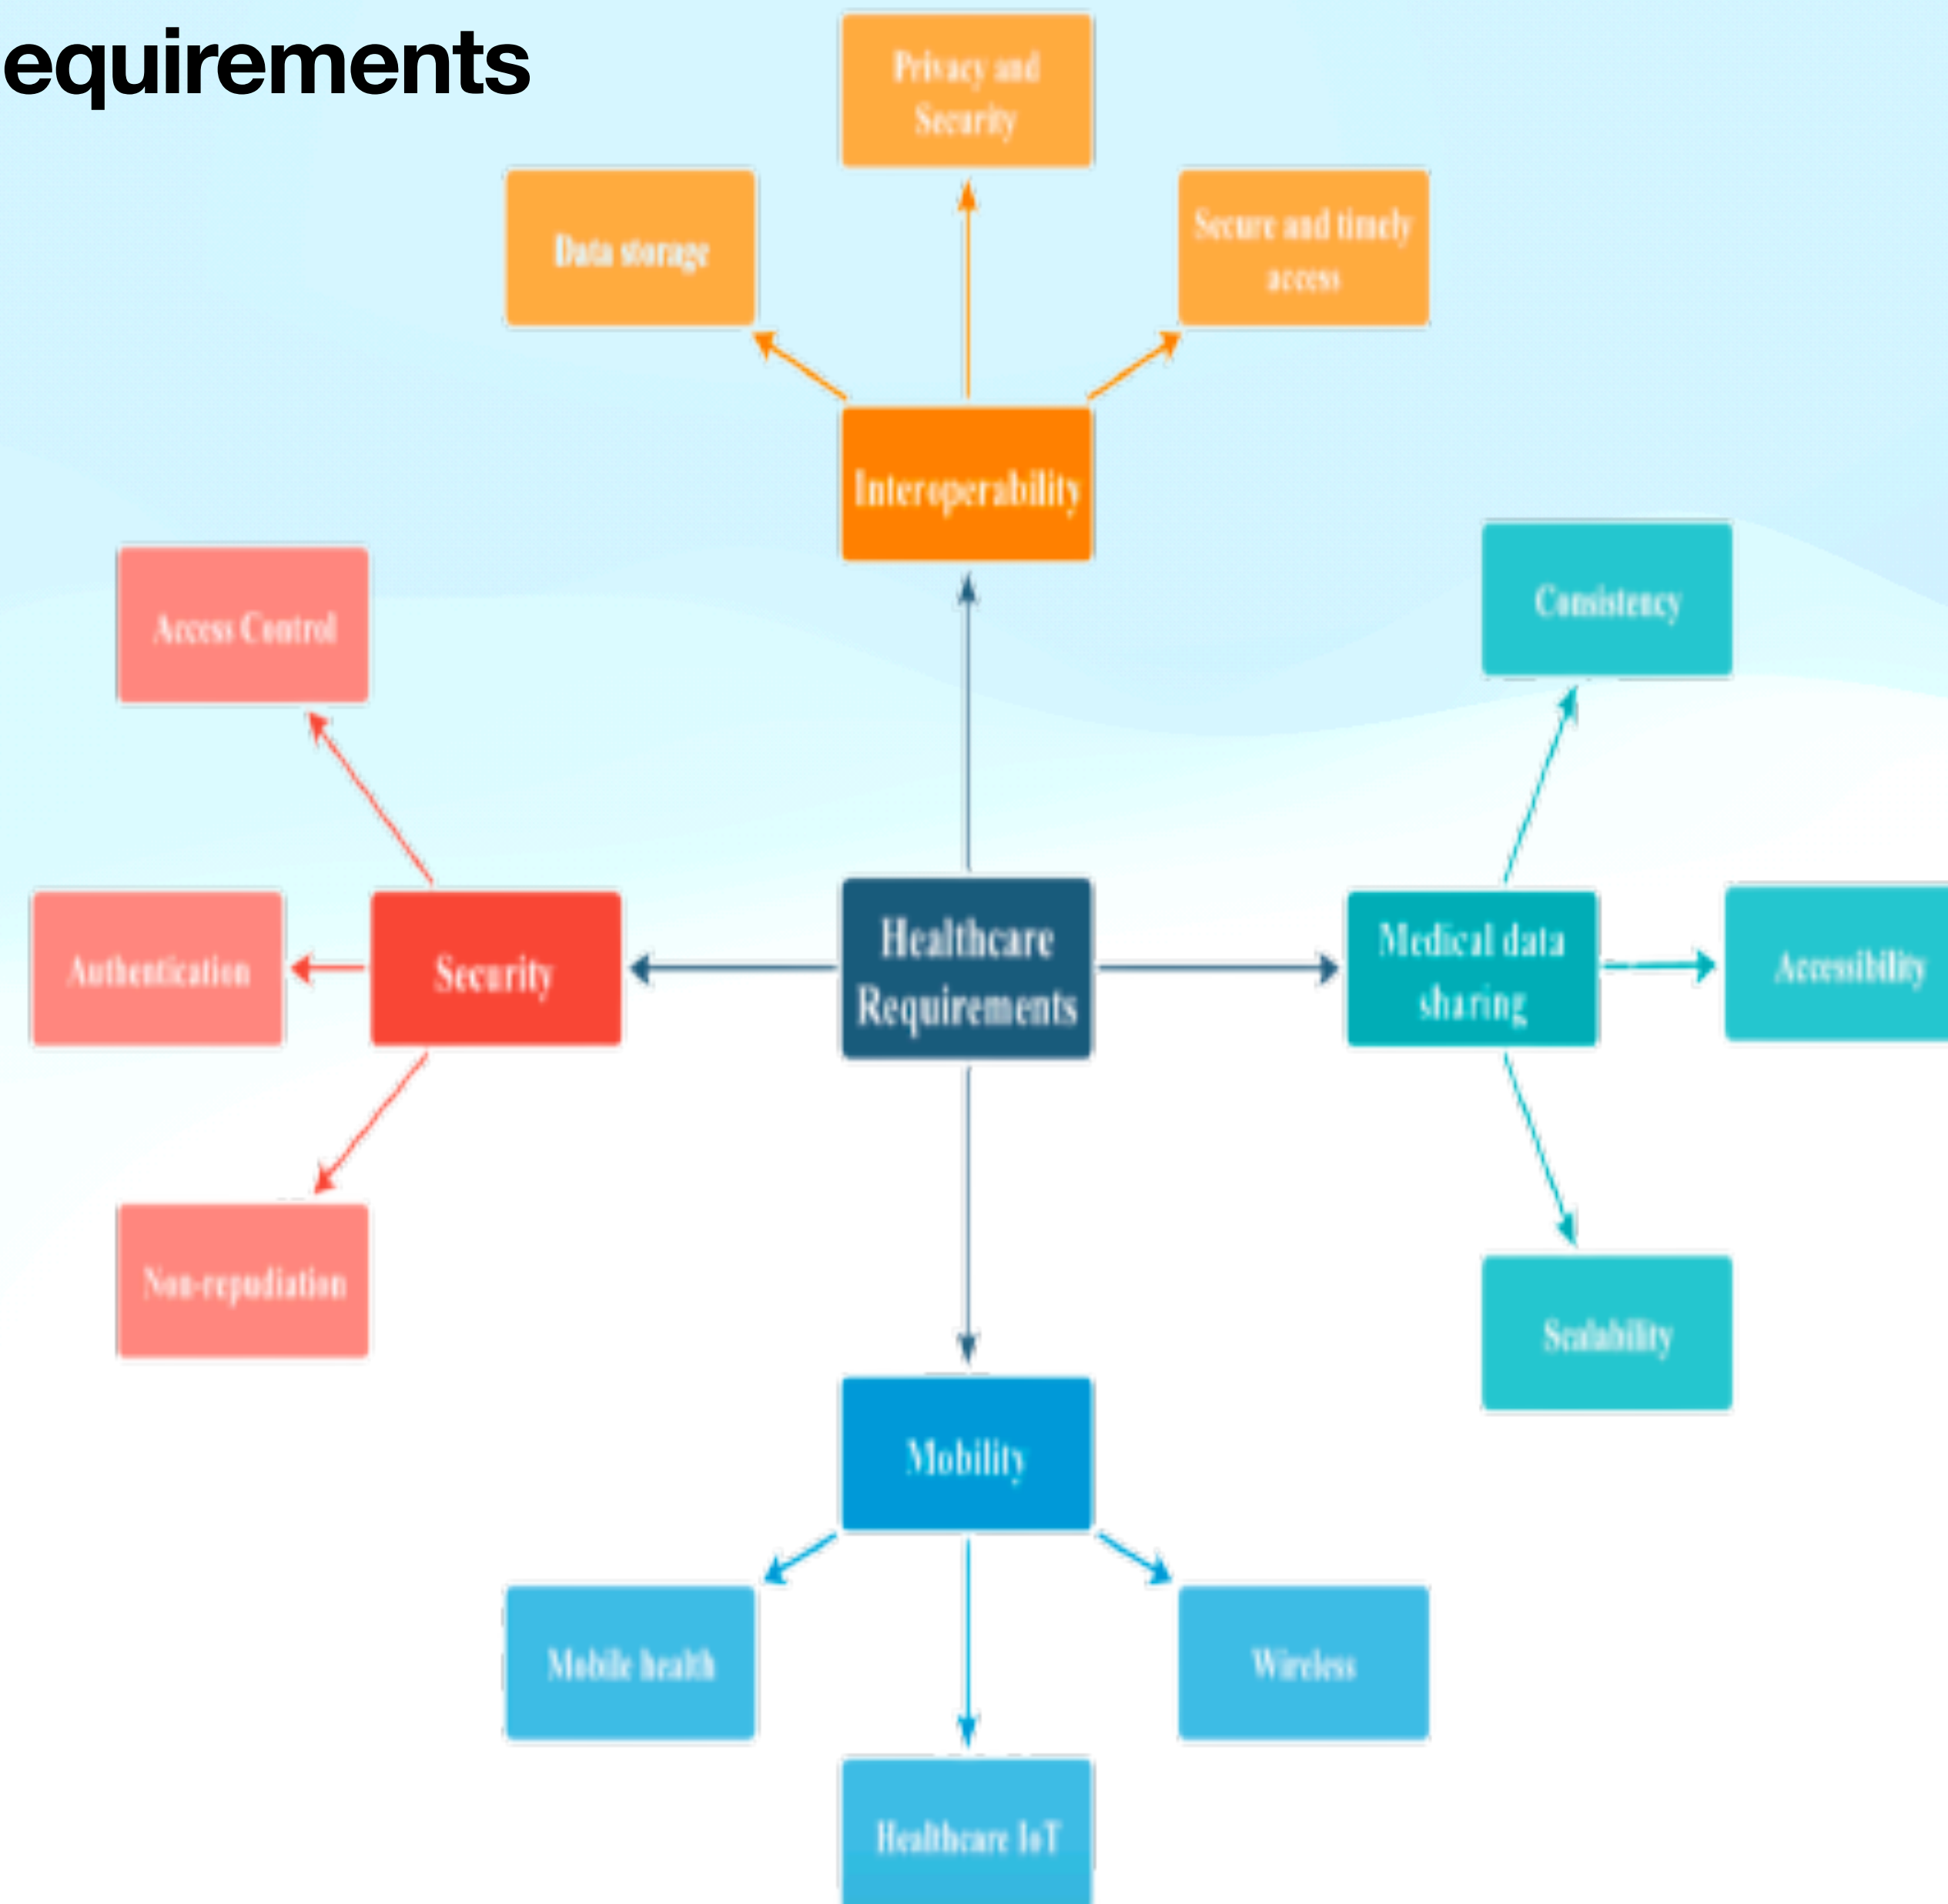 equirements
Privacy and
Security
Data storage
Secure and timely
access
Interoperability
Access Control
Consistency
Authentication
Security
Healthcare
Requirements
Medical data
sharing
Accessibility
Non-repudiation
Scalability
Mobility
Mobile health
Wireless
Healthcare IoT